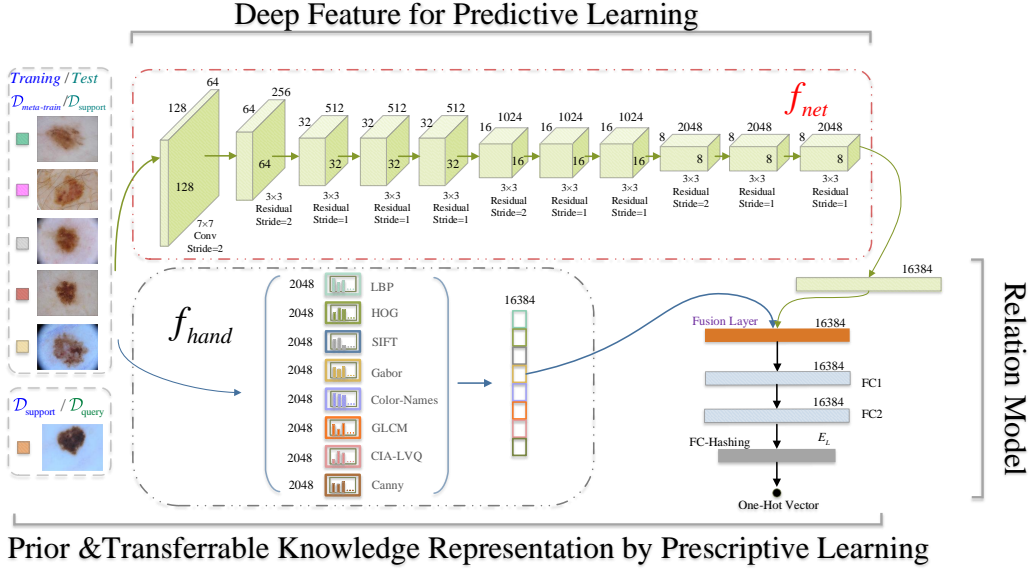 Deep Feature for Predictive Learning
Traning / Test
𝒟meta-train/𝒟support
128
64
128
7×7
Conv
Stride=2
64
256
64
3×3
Residual
Stride=2
32
512
32
3×3
Residual
Stride=1
32
512
32
3×3
Residual
Stride=1
32
512
32
3×3
Residual
Stride=1
16
1024
16
3×3
Residual
Stride=2
16
1024
16
3×3
Residual
Stride=1
16
1024
16
3×3
Residual
Stride=1
8
2048
8
3×3
Residual
Stride=2
8
2048
8
3×3
Residual
Stride=1
8
2048
8
3×3
Residual
Stride=1
fnet
𝒟support / 𝒟query
fhand
2048 LBP
2048 HOG
2048 SIFT
2048 Gabor
2048 Color-Names
2048 GLCM
2048 CIA-LVQ
2048 Canny
16384
16384
Fusion Layer
16384
16384
FC1
16384
FC2
FC-Hashing
EL
One-Hot Vector
Relation Model
Prior &Transferrable Knowledge Representation by Prescriptive Learning